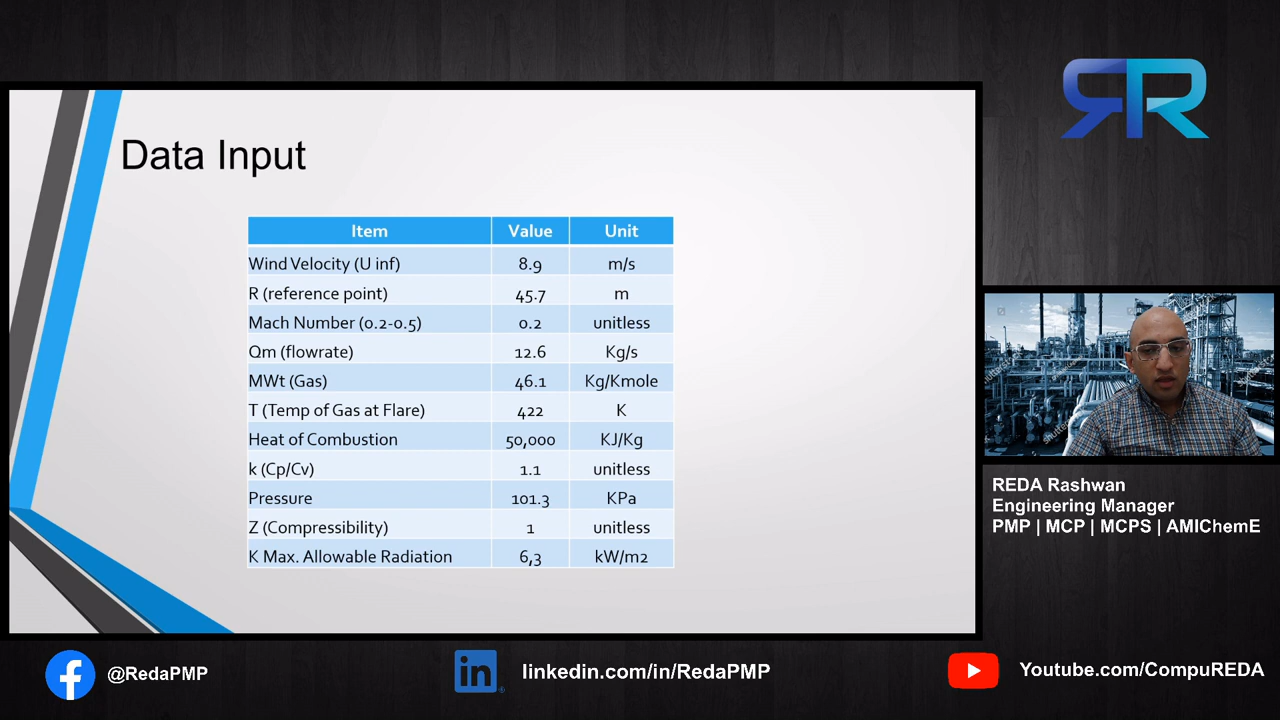 Data Input
Item Value Unit
Wind Velocity (U inf) 8.9 m/s
R (reference point) 45.7 m
Mach Number (0.2-0.5) 0.2 unitless
Qm (flowrate) 12.6 Kg/s
MWt (Gas) 46.1 Kg/Kmole
T (Temp of Gas at Flare) 422 K
Heat of Combustion 50,000 KJ/Kg
k (Cp/Cv) 1.1 unitless
Pressure 101.3 KPa
Z (Compressibility) 1 unitless
K Max. Allowable Radiation 6,3 kW/m2
RR
REDA Rashwan
Engineering Manager
PMP | MCP | MCPS | AMIChemE
@RedaPMP
in
linkedin.com/in/RedaPMP
Youtube.com/CompuREDA